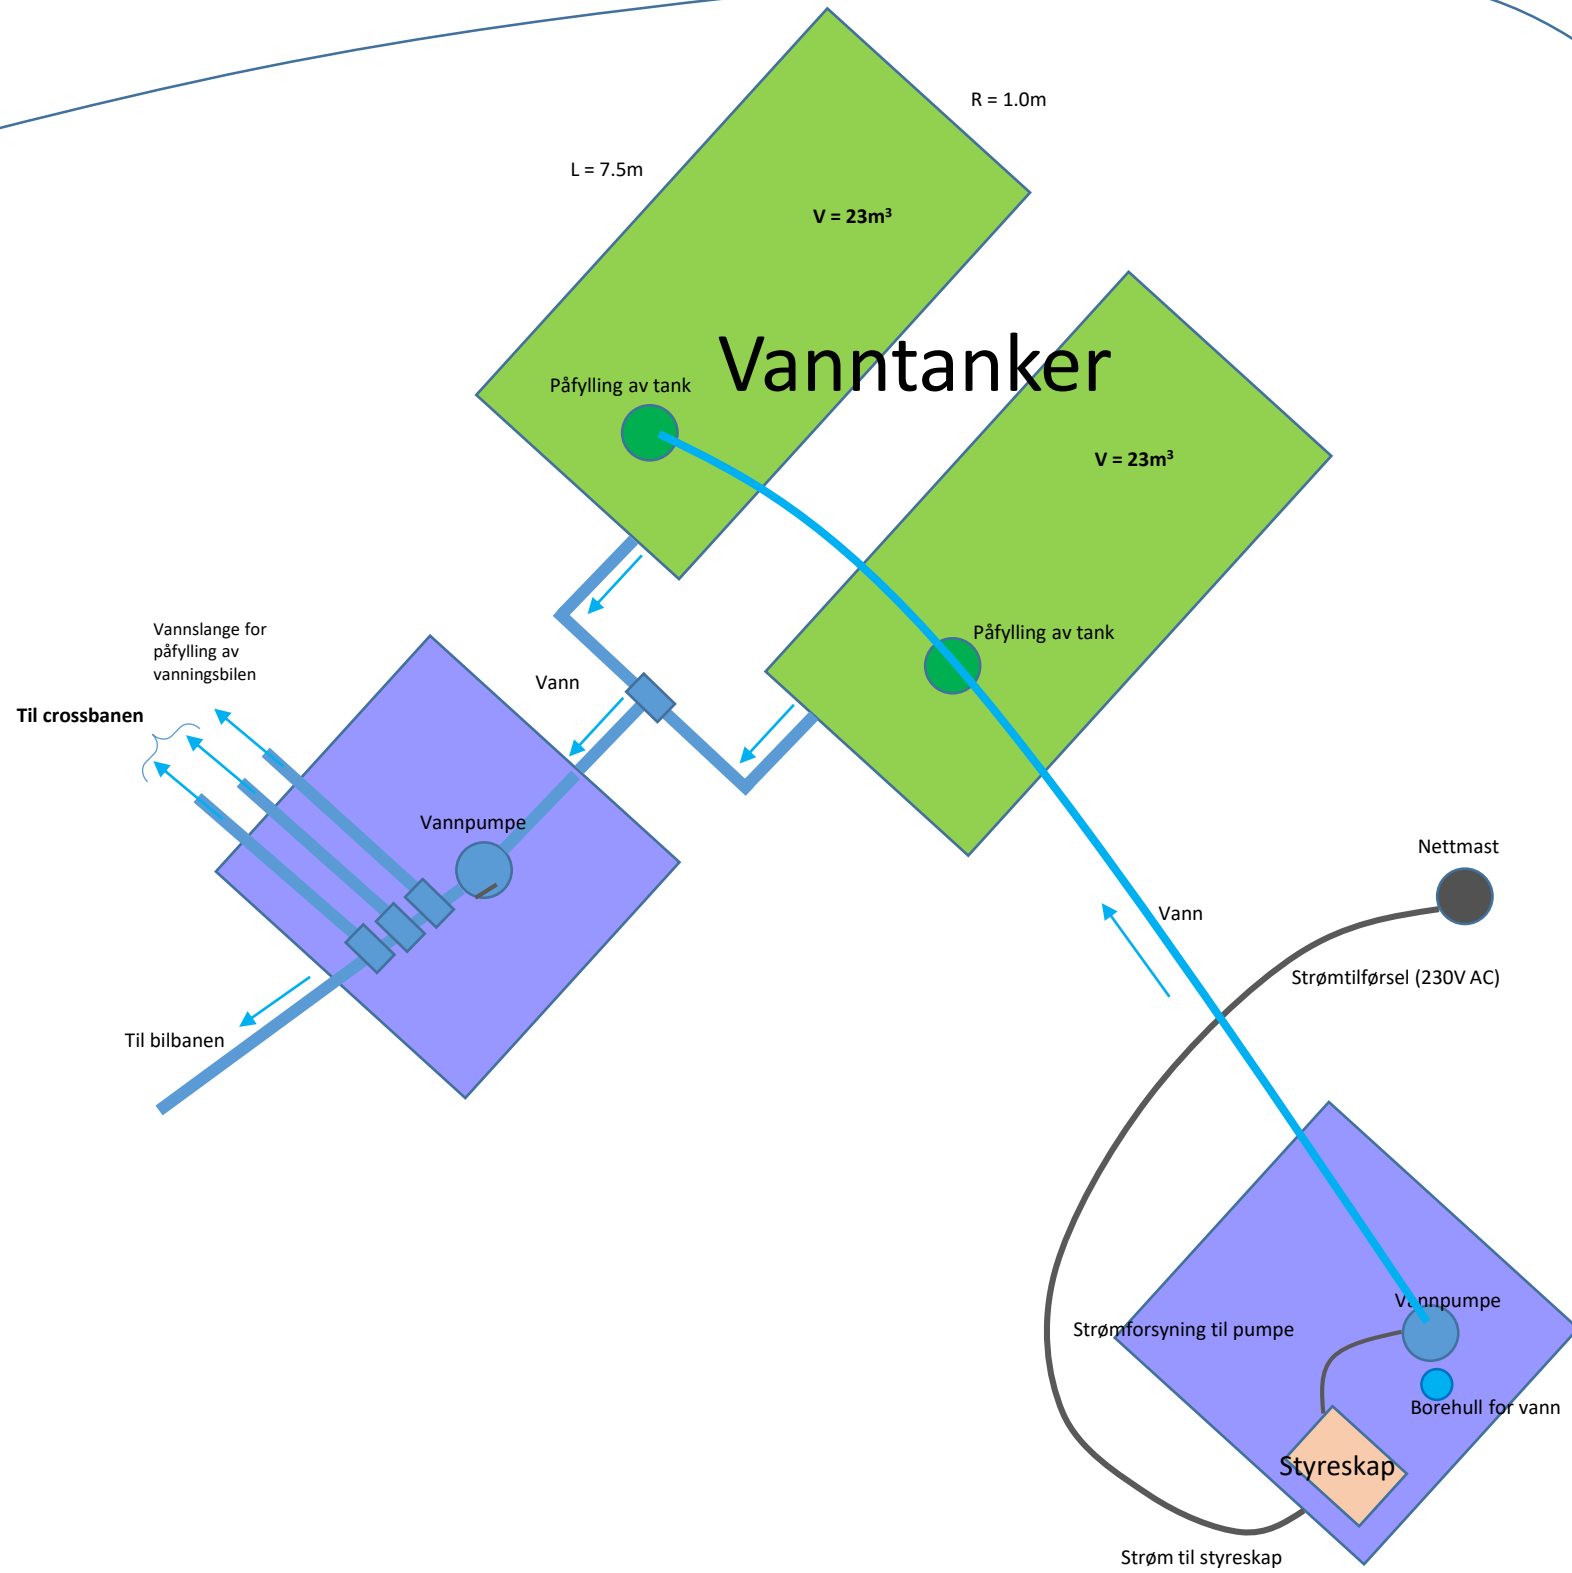 R = 1.0m
L = 7.5m
V = 23m³
Vanntanker
Påfylling av tank
V = 23m³
Påfylling av tank
Vannslange for
påfylling av
vanningsbilen
Vann
Til crossbanen
Vannpumpe
Nettmast
Vann
Strømtilførsel (230V AC)
Til bilbanen
Vannpumpe
Strømforsyning til pumpe
Borehull for vann
Styreskap
Strøm til styreskap